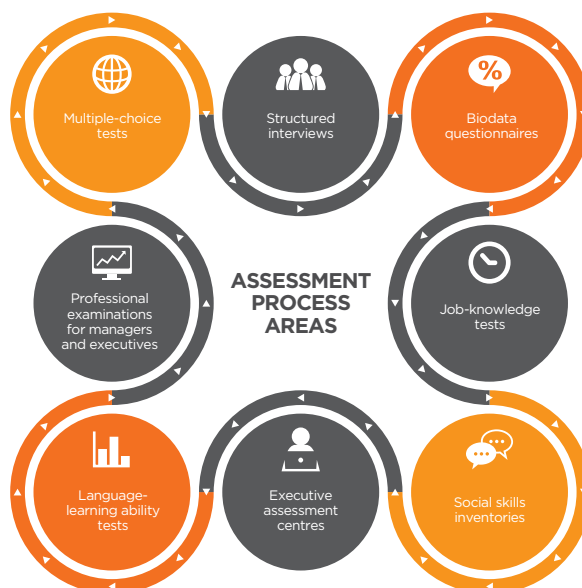 Multiple-choice
tests
Structured
interviews
%
Biodata
questionnaires
Professional
examinations
for managers
and executives
ASSESSMENT
PROCESS
AREAS
Job-knowledge
tests
Language-
learning ability
tests
Executive
assessment
centres
Social skills
inventories